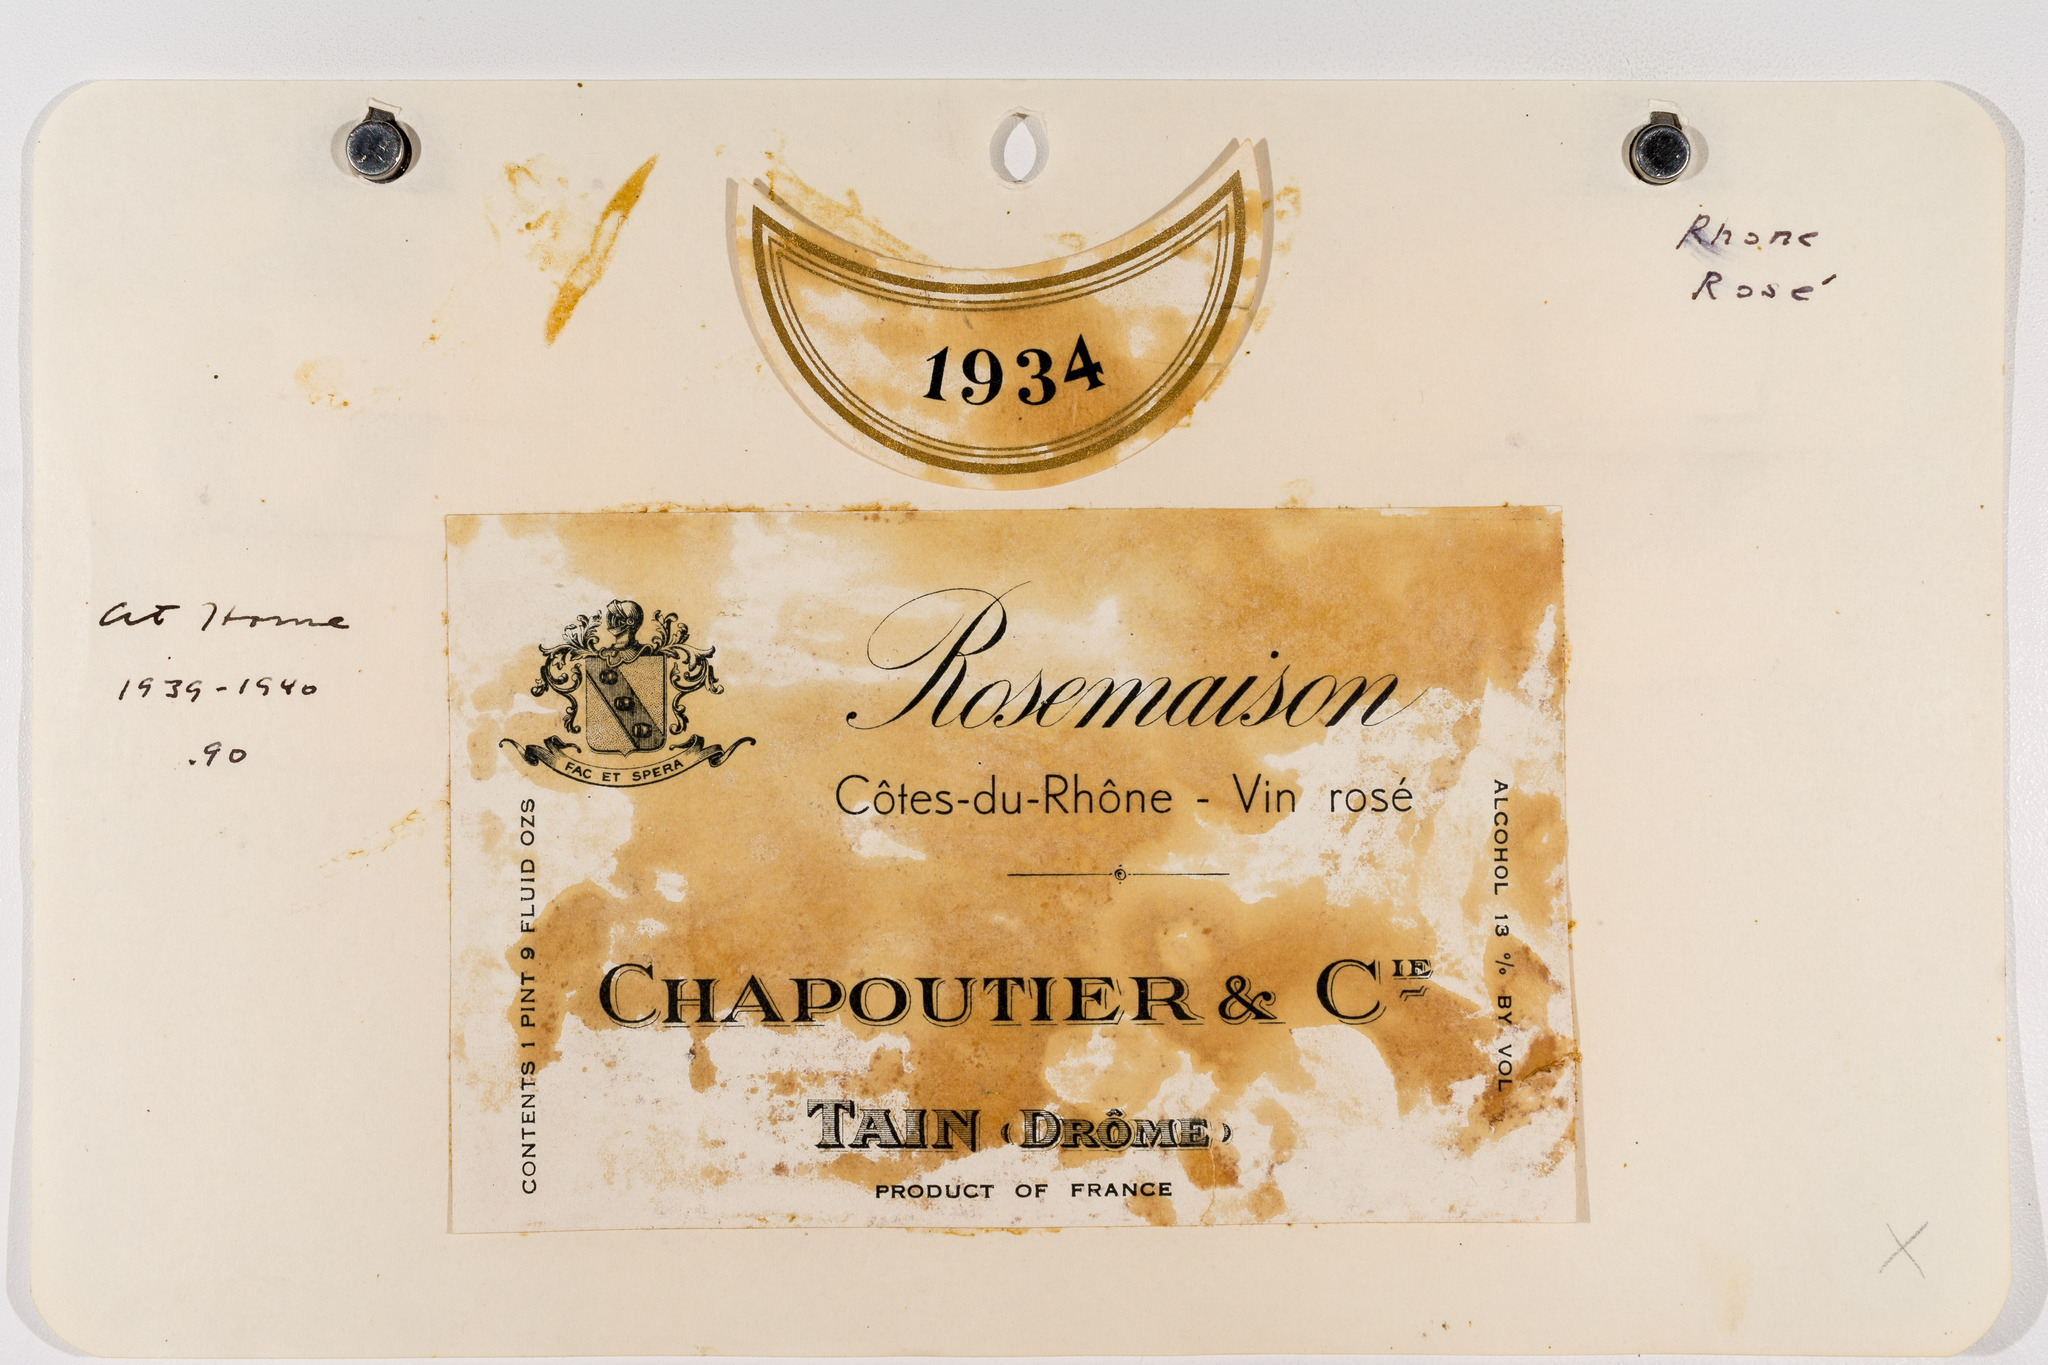 Rhone
Rosé
1934
at Home
1939-1940
.90
FAC ET SPERA
Rosemaison
Côtes-du-Rhône - Vin rosé
CHAPOUTIER & CIE
TAIN (DRÔME)
PRODUCT OF FRANCE
CONTENTS 1 PINT 9 FLUID OZS
ALCOHOL 13 % BY VOL
X